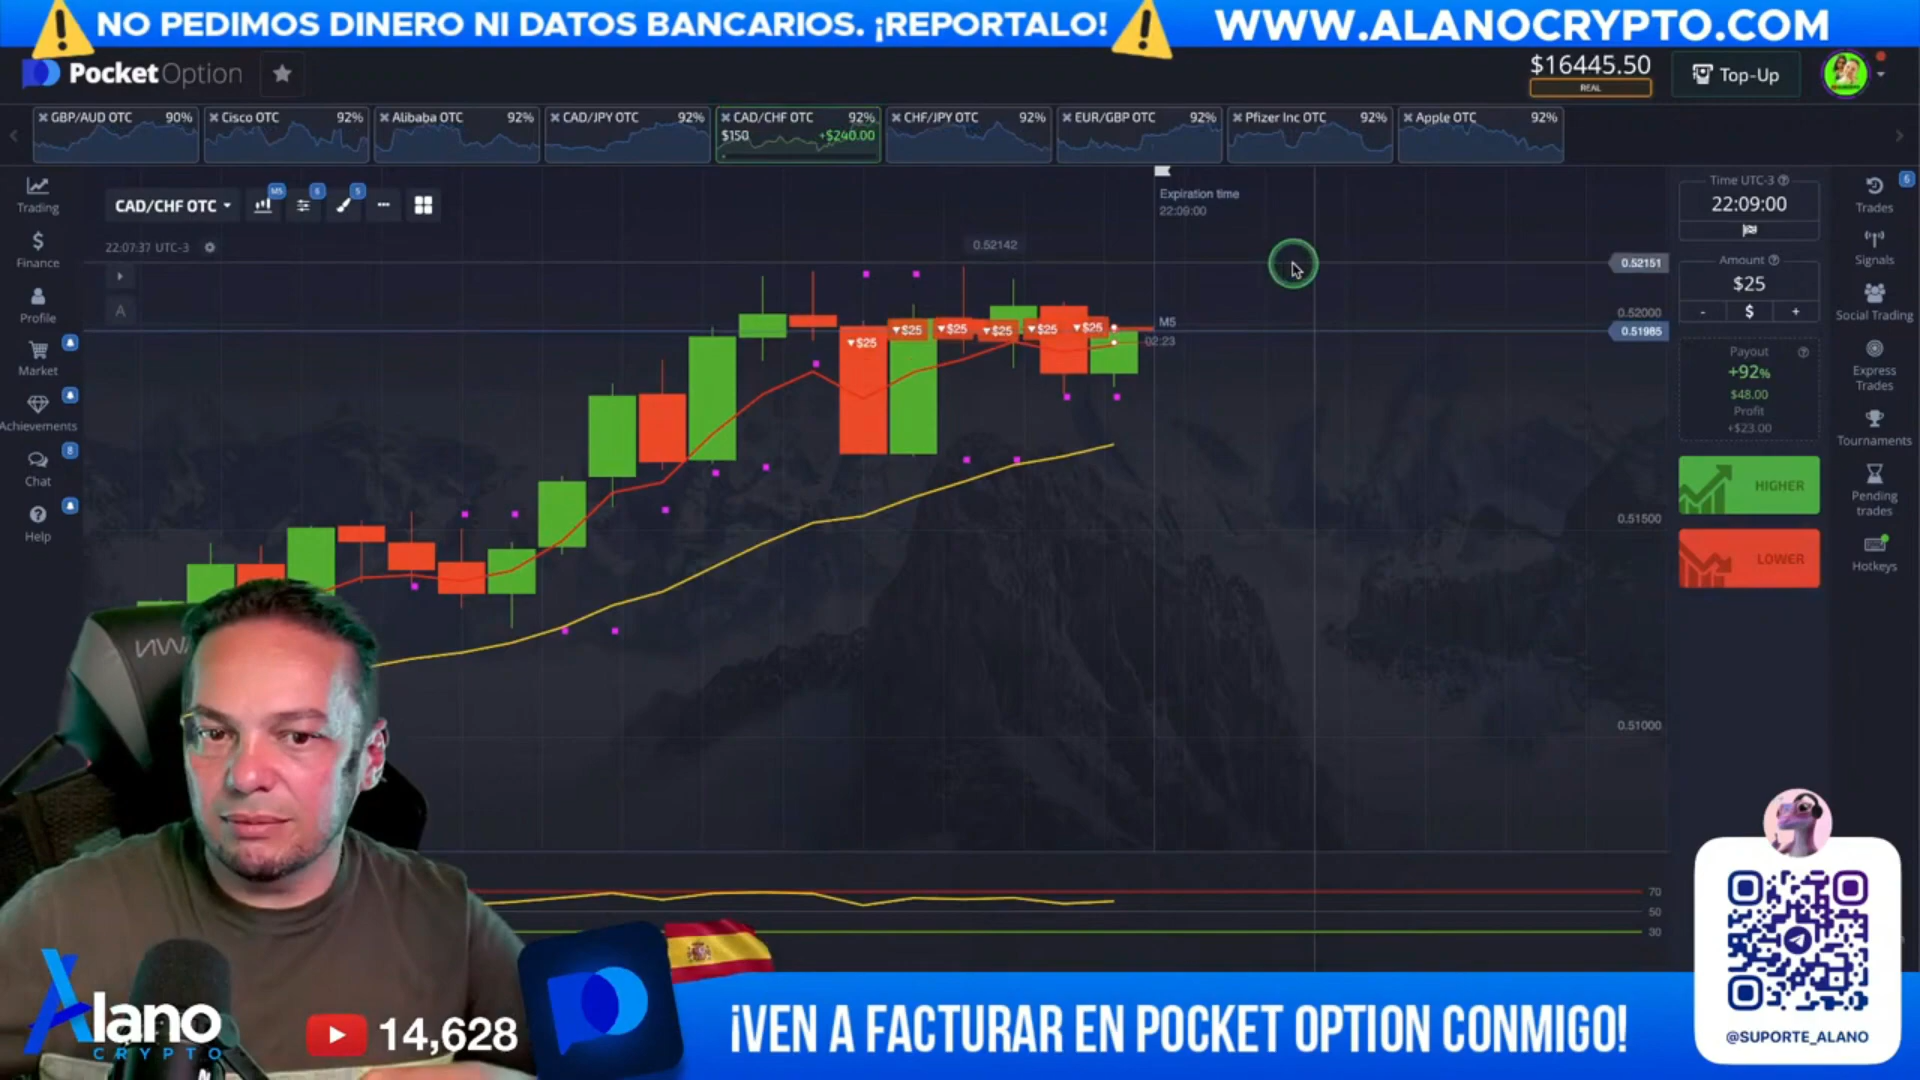 NO PEDIMOS DINERO NI DATOS BANCARIOS. ¡REPORTALO!
WWW.ALANOCRYPTO.COM
PocketOption
$16445.50
REAL
Top-Up
GBP/AUD OTC 90%
Cisco OTC 92%
Alibaba OTC 92%
CAD/JPY OTC 92%
CAD/CHF OTC 92%
$150 +$240.00
CHF/JPY OTC 92%
EUR/GBP OTC 92%
Pfizer Inc OTC 92%
Apple OTC 92%
Trading
Finance
Profile
Market
Achievements
8
Chat
Help
CAD/CHF OTC
M5
6
5
22:07:37 UTC-3
A
Expiration time
22:09:00
0.52142
$25
$25
$25
$25
$25
$25
M5
02:23
0.52151
0.52000
0.51985
0.51500
0.51000
70
50
30
Time UTC-3
22:09:00
Amount
$25
- $ +
Payout
+92%
$48.00
Profit
+$23.00
HIGHER
LOWER
6
Trades
Signals
Social Trading
Express
Trades
Tournaments
Pending
trades
Hotkeys
Alano
CRYPTO
14,628
¡VEN A FACTURAR EN POCKET OPTION CONMIGO!
@SUPORTE_ALANO